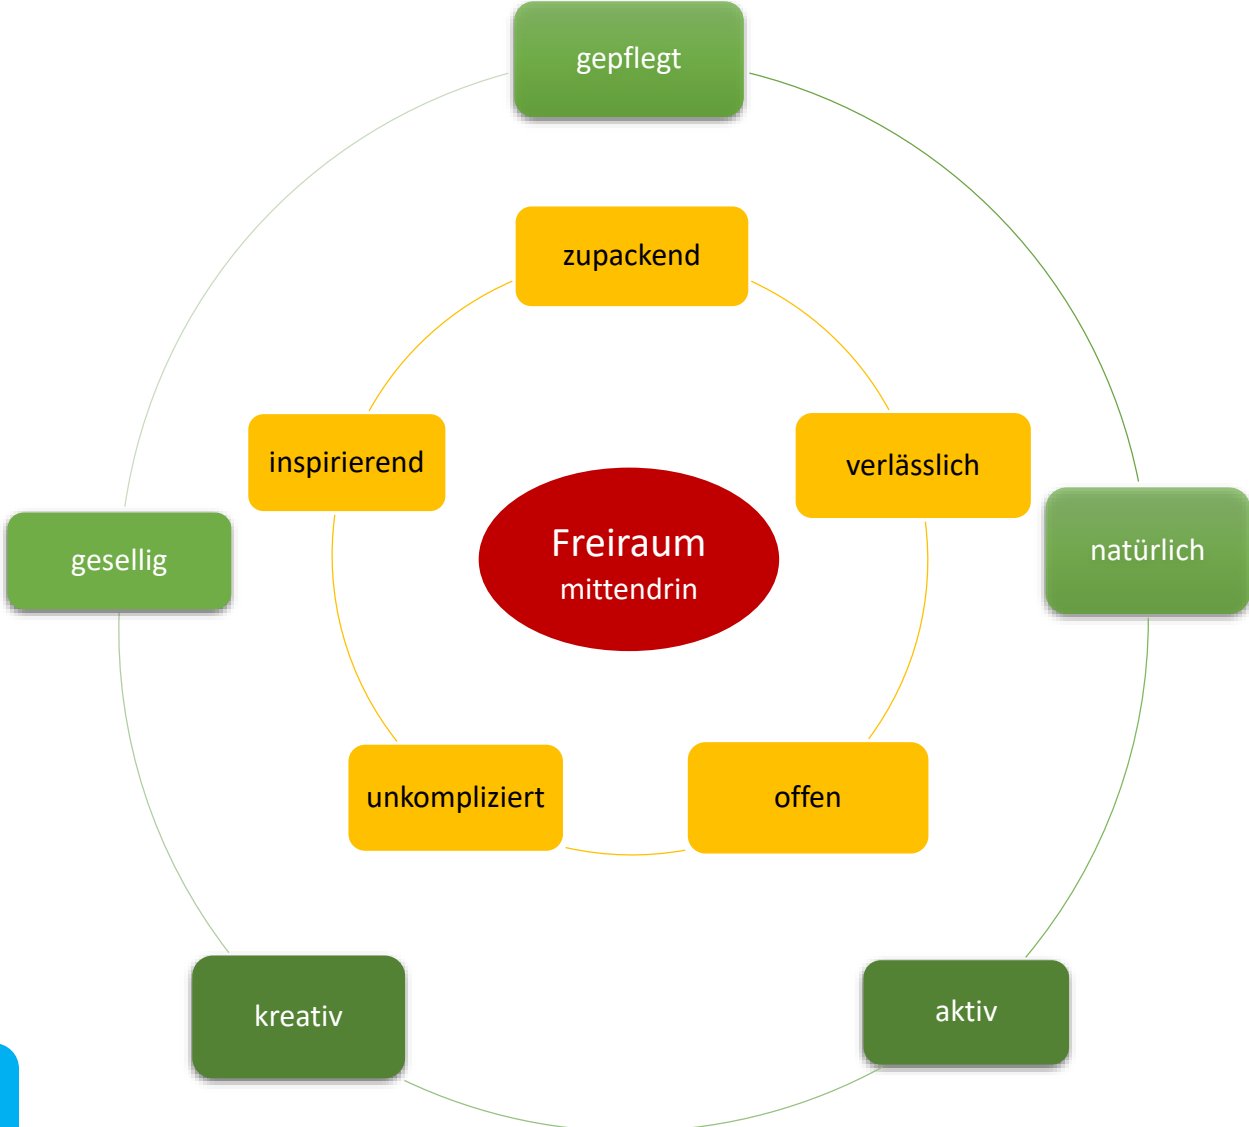 gepflegt
zupackend
inspirierend
verlässlich
Freiraum
mittendrin
gesellig
natürlich
unkompliziert
offen
kreativ
aktiv